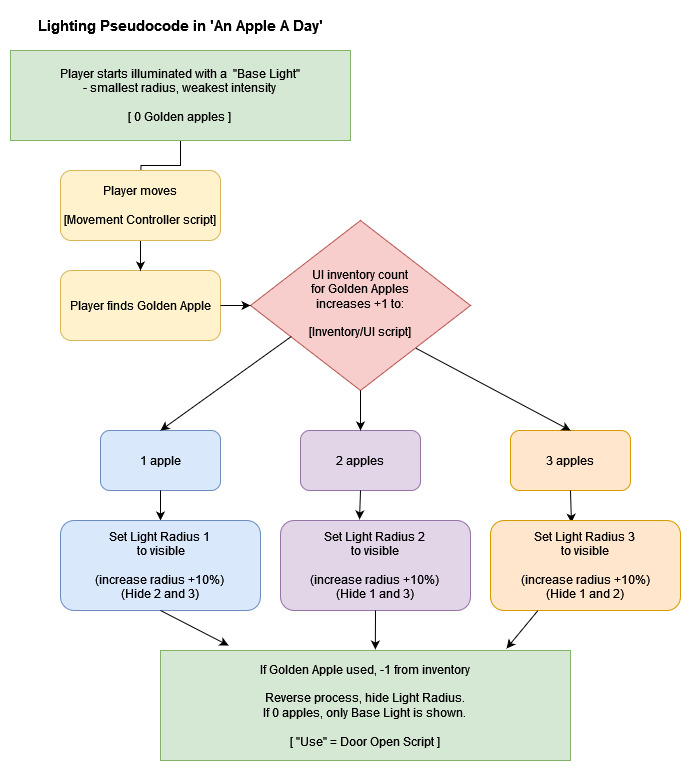 Lighting Pseudocode in 'An Apple A Day'
Player starts illuminated with a "Base Light"
- smallest radius, weakest intensity
[ 0 Golden apples ]
Player moves
[Movement Controller script]
Player finds Golden Apple
UI inventory count
for Golden Apples
increases +1 to:
[Inventory/UI script]
1 apple
2 apples
3 apples
Set Light Radius 1
to visible
(increase radius +10%)
(Hide 2 and 3)
Set Light Radius 2
to visible
(increase radius +10%)
(Hide 1 and 3)
Set Light Radius 3
to visible
(increase radius +10%)
(Hide 1 and 2)
If Golden Apple used, -1 from inventory
Reverse process, hide Light Radius.
If 0 apples, only Base Light is shown.
[ "Use" = Door Open Script ]